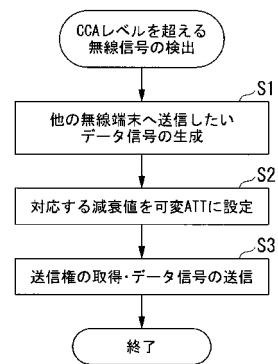 CCAレベルを超える
無線信号の検出
S1
他の無線端末へ送信したい
データ信号の生成
S2
対応する減衰値を可変ATTに設定
S3
送信権の取得・データ信号の送信
終了